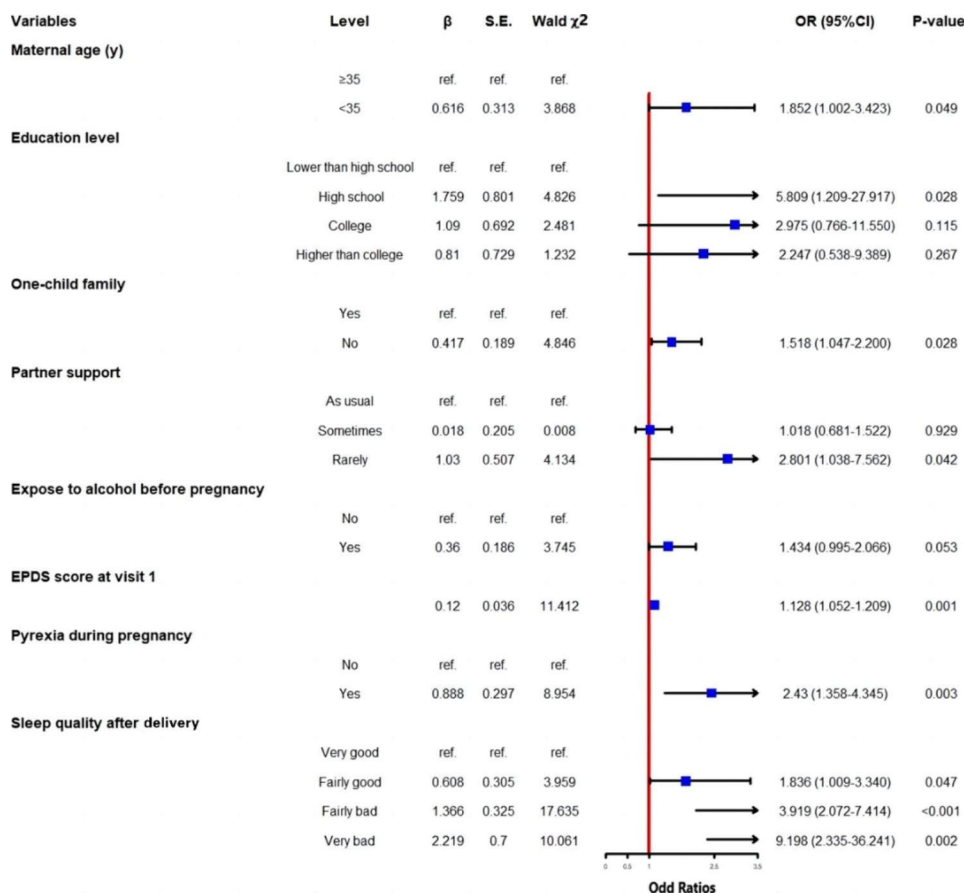 Variables Level β S.E. Wald χ2 OR (95%CI) P-value
Maternal age (y)
≥35 ref. ref. ref.
<35 0.616 0.313 3.868 1.852 (1.002-3.423) 0.049
Education level
Lower than high school ref. ref. ref.
High school 1.759 0.801 4.826 5.809 (1.209-27.917) 0.028
College 1.09 0.692 2.481 2.975 (0.766-11.550) 0.115
Higher than college 0.81 0.729 1.232 2.247 (0.538-9.389) 0.267
One-child family
Yes ref. ref. ref.
No 0.417 0.189 4.846 1.518 (1.047-2.200) 0.028
Partner support
As usual ref. ref. ref.
Sometimes 0.018 0.205 0.008 1.018 (0.681-1.522) 0.929
Rarely 1.03 0.507 4.134 2.801 (1.038-7.562) 0.042
Expose to alcohol before pregnancy
No ref. ref. ref.
Yes 0.36 0.186 3.745 1.434 (0.995-2.066) 0.053
EPDS score at visit 1
0.12 0.036 11.412 1.128 (1.052-1.209) 0.001
Pyrexia during pregnancy
No ref. ref. ref.
Yes 0.888 0.297 8.954 2.43 (1.358-4.345) 0.003
Sleep quality after delivery
Very good ref. ref. ref.
Fairly good 0.608 0.305 3.959 1.836 (1.009-3.340) 0.047
Fairly bad 1.366 0.325 17.635 3.919 (2.072-7.414) <0.001
Very bad 2.219 0.7 10.061 9.198 (2.335-36.241) 0.002
0 0.5 1 2.5 3.5
Odd Ratios